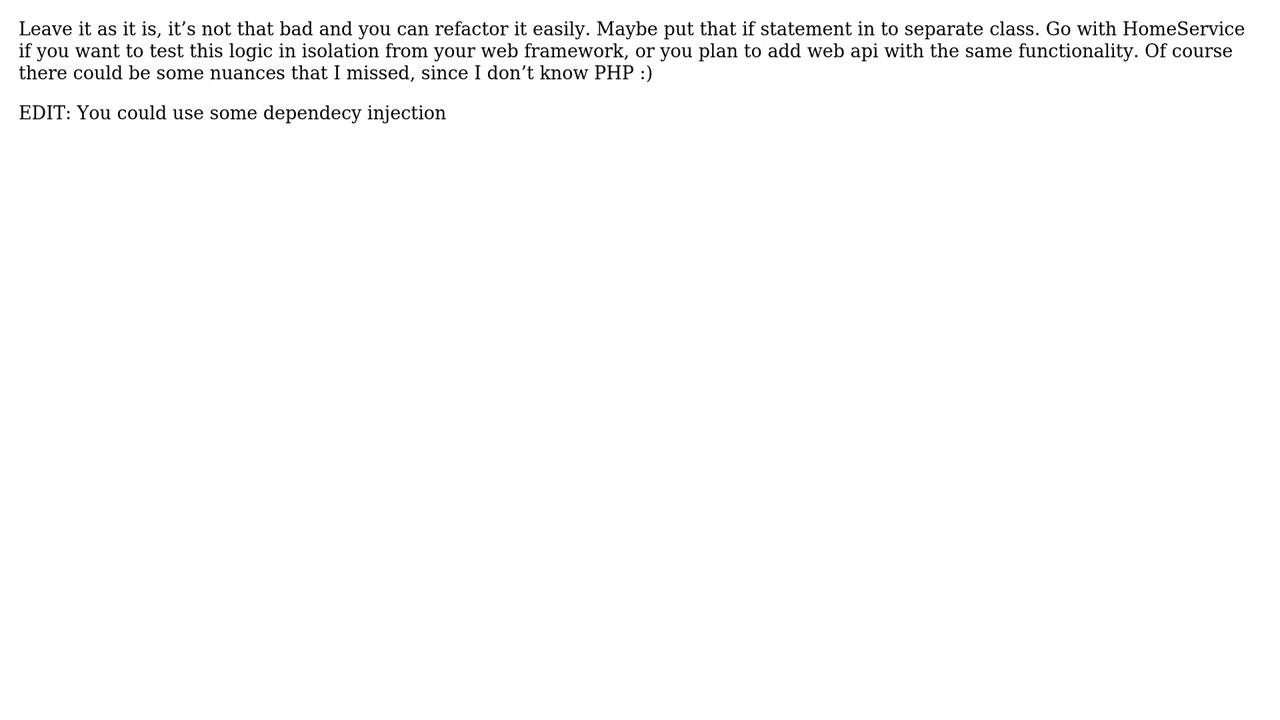 Leave it as it is, it’s not that bad and you can refactor it easily. Maybe put that if statement in to separate class. Go with HomeService
if you want to test this logic in isolation from your web framework, or you plan to add web api with the same functionality. Of course
there could be some nuances that I missed, since I don’t know PHP :)
EDIT: You could use some dependecy injection